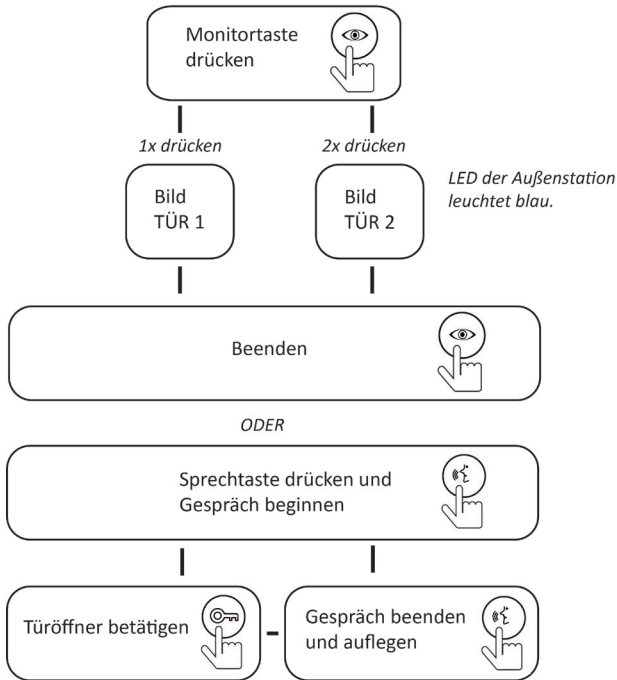 Monitortaste
drücken
1x drücken
2x drücken
Bild
TÜR 1
Bild
TÜR 2
LED der Außenstation
leuchtet blau.
Beenden
ODER
Sprechtaste drücken und
Gespräch beginnen
Türöffner betätigen
Gespräch beenden
und auflegen